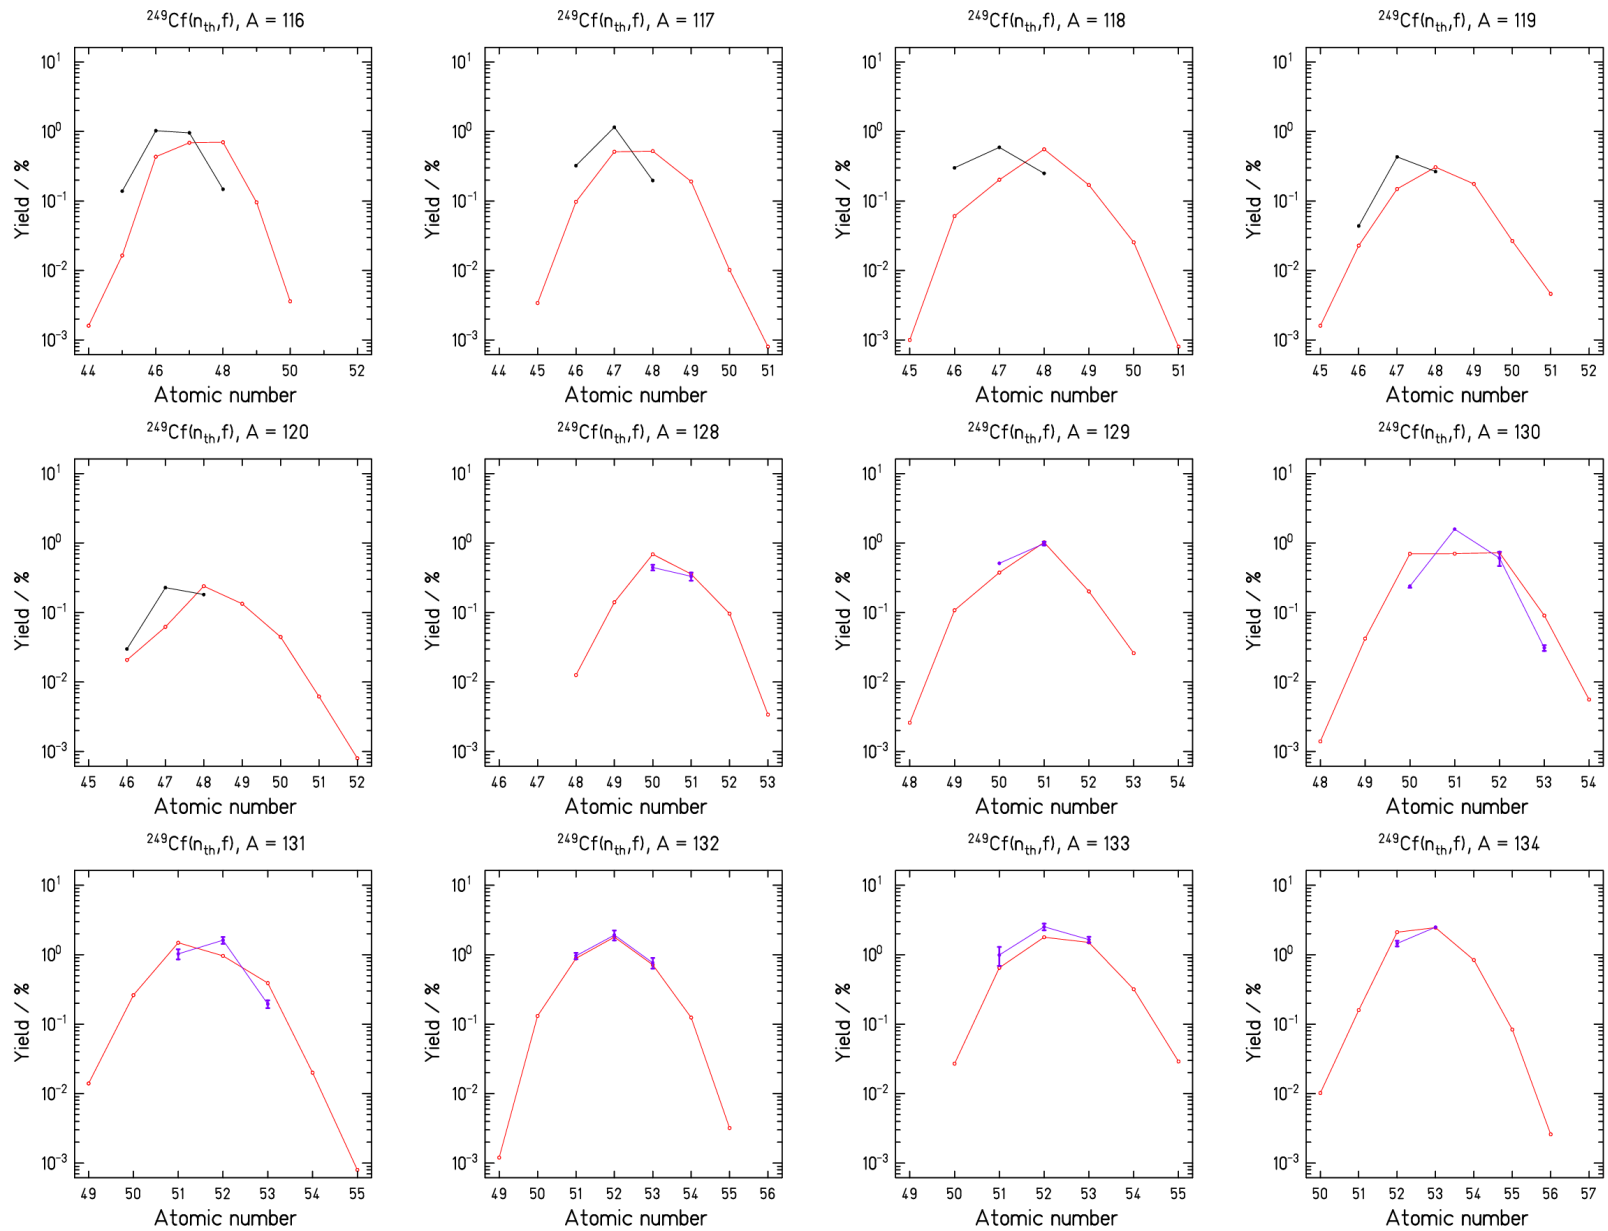 ²⁴⁹Cf(nₜₕ,f), A = 116
²⁴⁹Cf(nₜₕ,f), A = 117
²⁴⁹Cf(nₜₕ,f), A = 118
²⁴⁹Cf(nₜₕ,f), A = 119
Yield / %
10¹
10⁰
10⁻¹
10⁻²
10⁻³
44 46 48 50 52
Atomic number
Yield / %
10¹
10⁰
10⁻¹
10⁻²
10⁻³
44 45 46 47 48 49 50 51
Atomic number
Yield / %
10¹
10⁰
10⁻¹
10⁻²
10⁻³
45 46 47 48 49 50 51
Atomic number
Yield / %
10¹
10⁰
10⁻¹
10⁻²
10⁻³
45 46 47 48 49 50 51 52
Atomic number
²⁴⁹Cf(nₜₕ,f), A = 120
²⁴⁹Cf(nₜₕ,f), A = 128
²⁴⁹Cf(nₜₕ,f), A = 129
²⁴⁹Cf(nₜₕ,f), A = 130
Yield / %
10¹
10⁰
10⁻¹
10⁻²
10⁻³
45 46 47 48 49 50 51 52
Atomic number
Yield / %
10¹
10⁰
10⁻¹
10⁻²
10⁻³
46 47 48 49 50 51 52 53
Atomic number
Yield / %
10¹
10⁰
10⁻¹
10⁻²
10⁻³
48 49 50 51 52 53 54
Atomic number
Yield / %
10¹
10⁰
10⁻¹
10⁻²
10⁻³
48 49 50 51 52 53 54
Atomic number
²⁴⁹Cf(nₜₕ,f), A = 131
²⁴⁹Cf(nₜₕ,f), A = 132
²⁴⁹Cf(nₜₕ,f), A = 133
²⁴⁹Cf(nₜₕ,f), A = 134
Yield / %
10¹
10⁰
10⁻¹
10⁻²
10⁻³
49 50 51 52 53 54 55
Atomic number
Yield / %
10¹
10⁰
10⁻¹
10⁻²
10⁻³
49 50 51 52 53 54 55 56
Atomic number
Yield / %
10¹
10⁰
10⁻¹
10⁻²
10⁻³
49 50 51 52 53 54 55
Atomic number
Yield / %
10¹
10⁰
10⁻¹
10⁻²
10⁻³
50 51 52 53 54 55 56 57
Atomic number